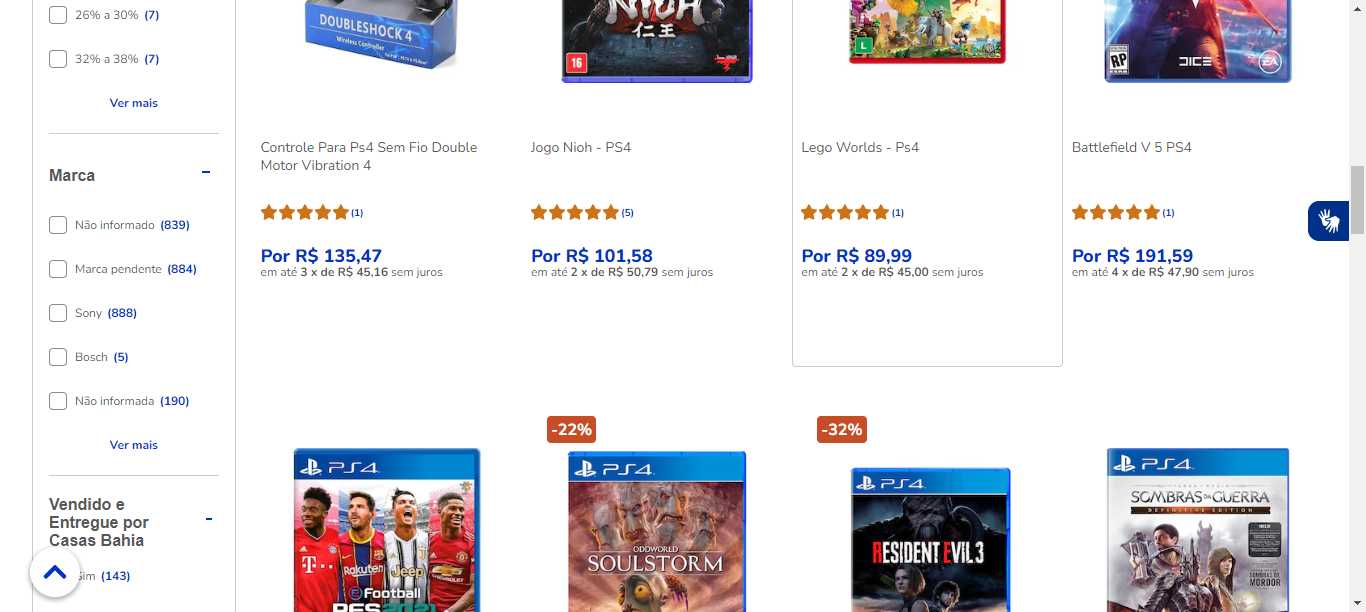 26% a 30% (7)
32% a 38% (7)
Ver mais
Marca
Não informado (839)
Marca pendente (884)
Sony (888)
Bosch (5)
Não informada (190)
Ver mais
Vendido e
Entregue por
Casas Bahia
Sim (143)
DOUBLESHOCK 4
Wireless Controller
Controle Para Ps4 Sem Fio Double
Motor Vibration 4
(1)
Por R$ 135,47
em até 3 x de R$ 45,16 sem juros
NIOH
仁王
16
Jogo Nioh - PS4
(5)
Por R$ 101,58
em até 2 x de R$ 50,79 sem juros
L
Lego Worlds - Ps4
(1)
Por R$ 89,99
em até 2 x de R$ 45,00 sem juros
V
RP
DICE
EA
Battlefield V 5 PS4
(1)
Por R$ 191,59
em até 4 x de R$ 47,90 sem juros
PS4
Rakuten
Jeep
CHEVROLET
eFootball
PES 2021
-22%
PS4
ODDWORLD
SOULSTORM
-32%
PS4
RESIDENT EVIL 3
PS4
SOMBRAS DA GUERRA
DEFINITIVE EDITION
SOMBRAS DE
MORDOR